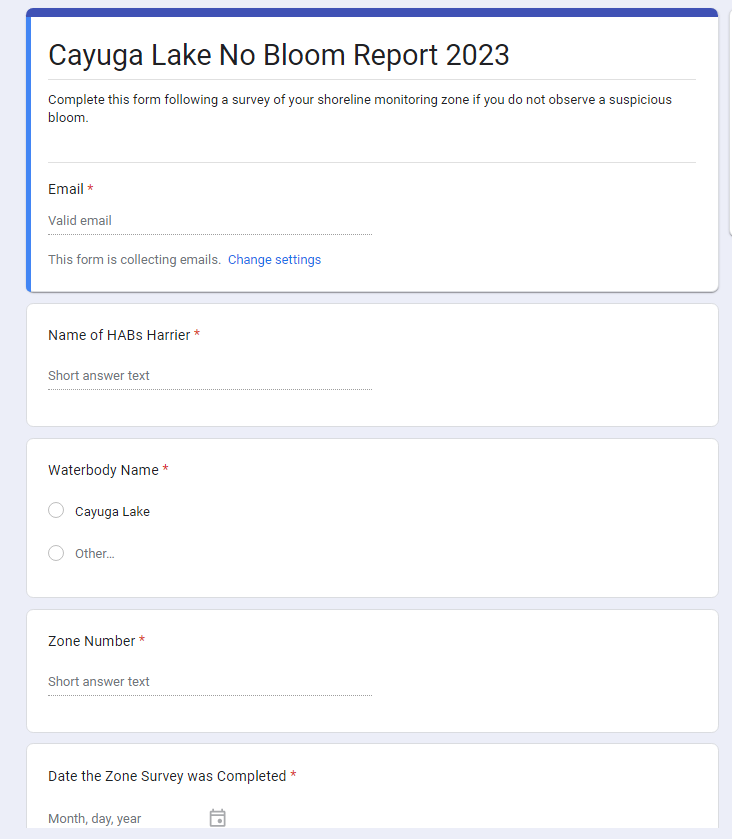 Cayuga Lake No Bloom Report 2023
Complete this form following a survey of your shoreline monitoring zone if you do not observe a suspicious
bloom.
Email *
Valid email
This form is collecting emails. Change settings
Name of HABs Harrier *
Short answer text
Waterbody Name *
Cayuga Lake
Other...
Zone Number *
Short answer text
Date the Zone Survey was Completed *
Month, day, year